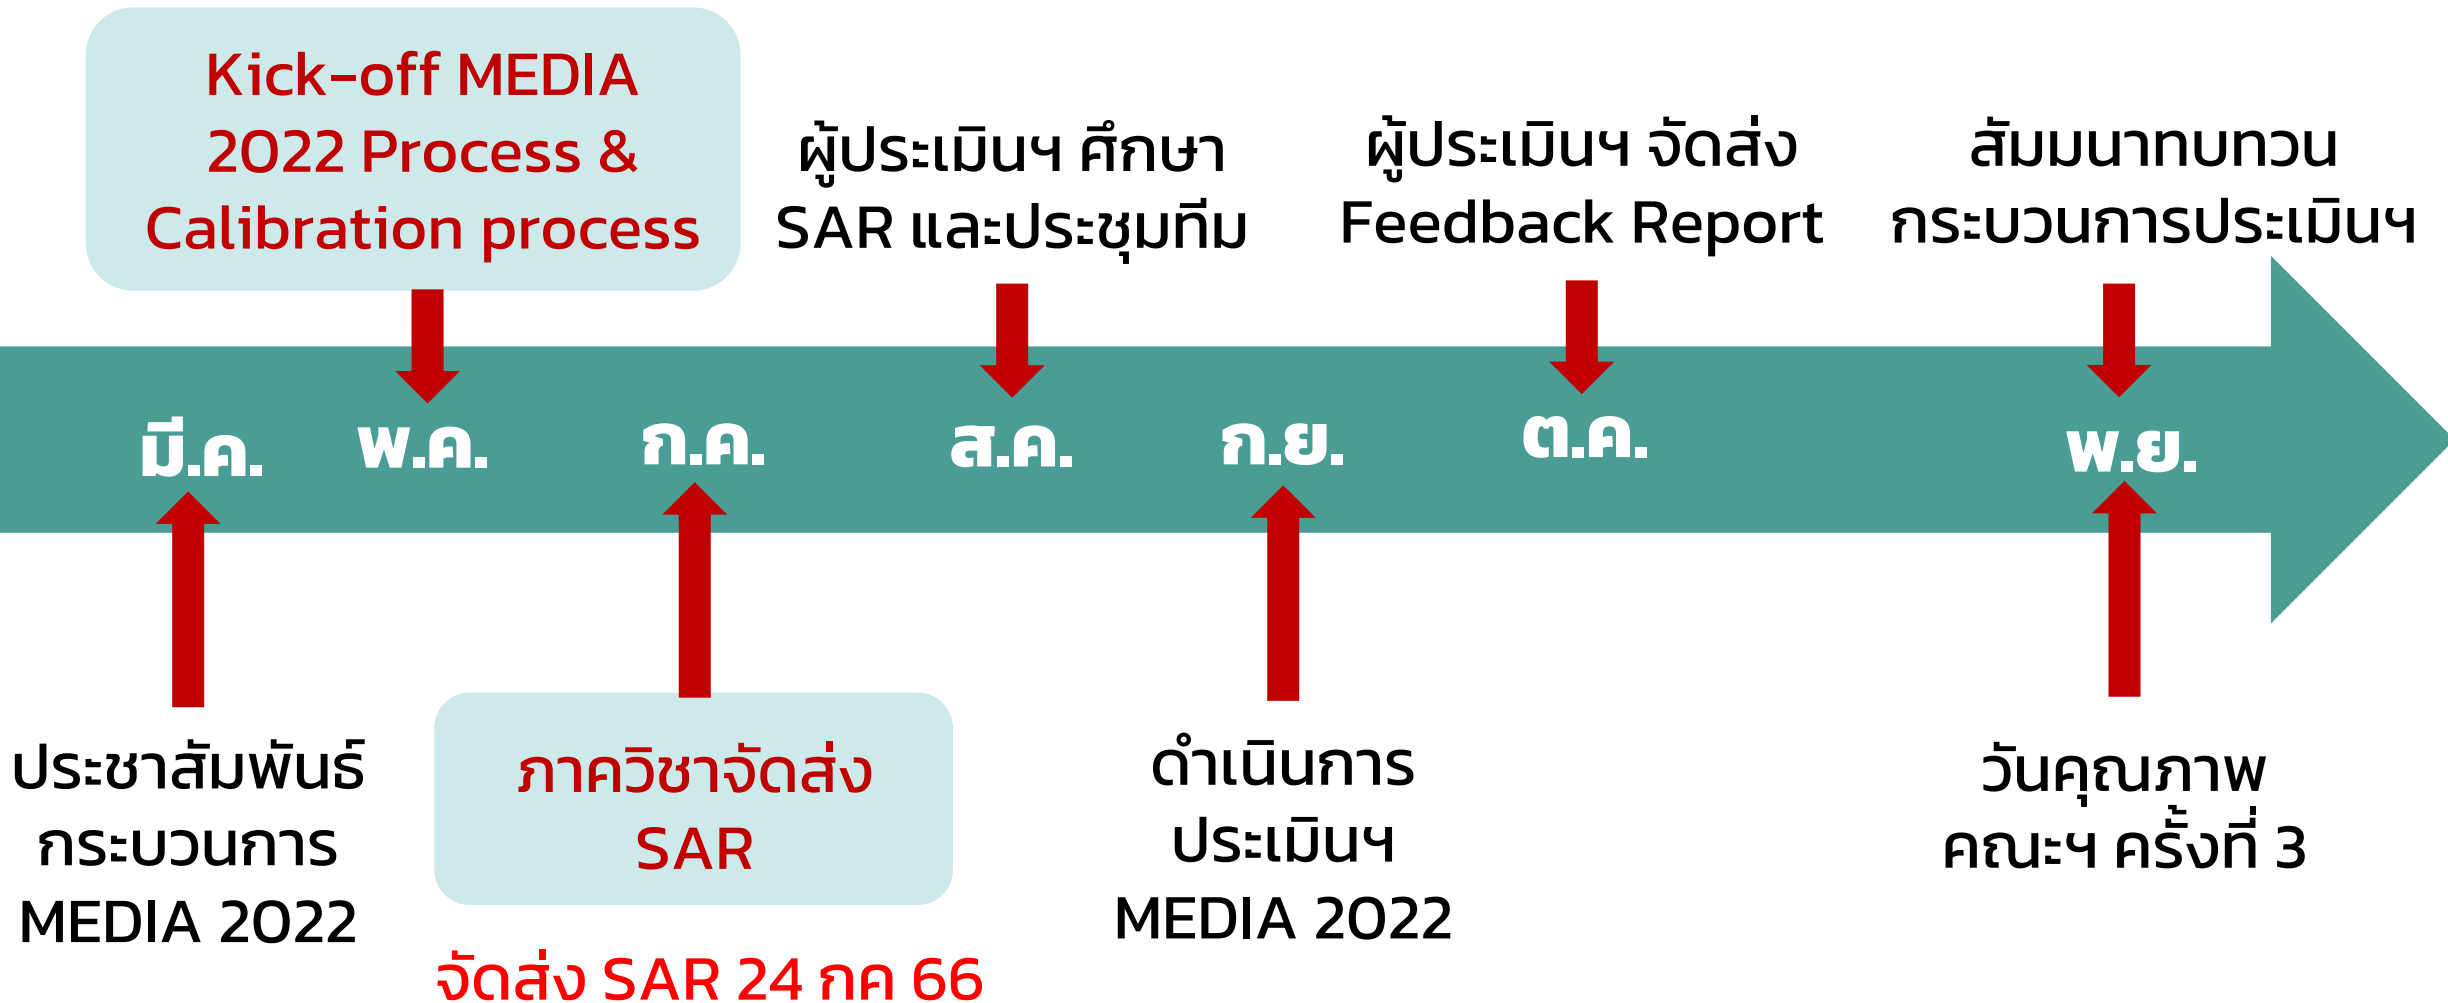 Kick-off MEDIA
2022 Process &
Calibration process
ผู้ประเมินฯ ศึกษา
SAR และประชุมทีม
ผู้ประเมินฯ จัดส่ง
Feedback Report
สัมมนาทบทวน
กระบวนการประเมินฯ
มี.ค.
พ.ค.
ก.ค.
ส.ค.
ก.ย.
ต.ค.
พ.ย.
ประชาสัมพันธ์
กระบวนการ
MEDIA 2022
ภาควิชาจัดส่ง
SAR
จัดส่ง SAR 24 กค 66
ดำเนินการ
ประเมินฯ
MEDIA 2022
วันคุณภาพ
คณะฯ ครั้งที่ 3